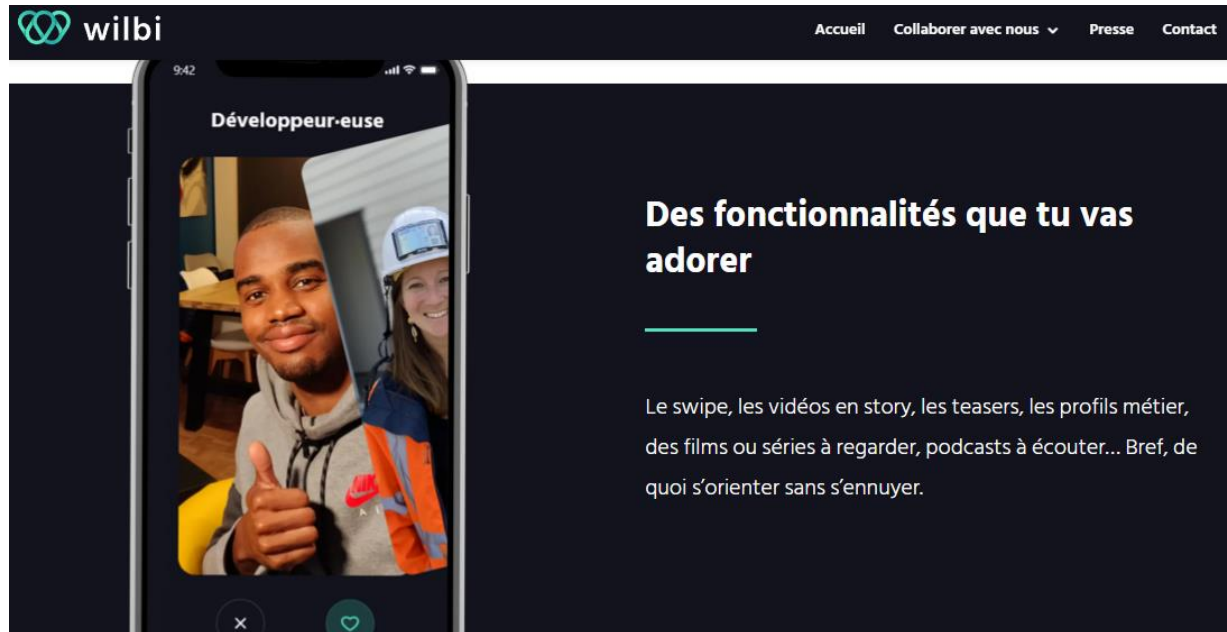 wilbi
Accueil Collaborer avec nous Presse Contact
9:42
Développeur·euse
Des fonctionnalités que tu vas
adorer
Le swipe, les vidéos en story, les teasers, les profils métier,
des films ou séries à regarder, podcasts à écouter... Bref, de
quoi s’orienter sans s’ennuyer.
NIKE
AI